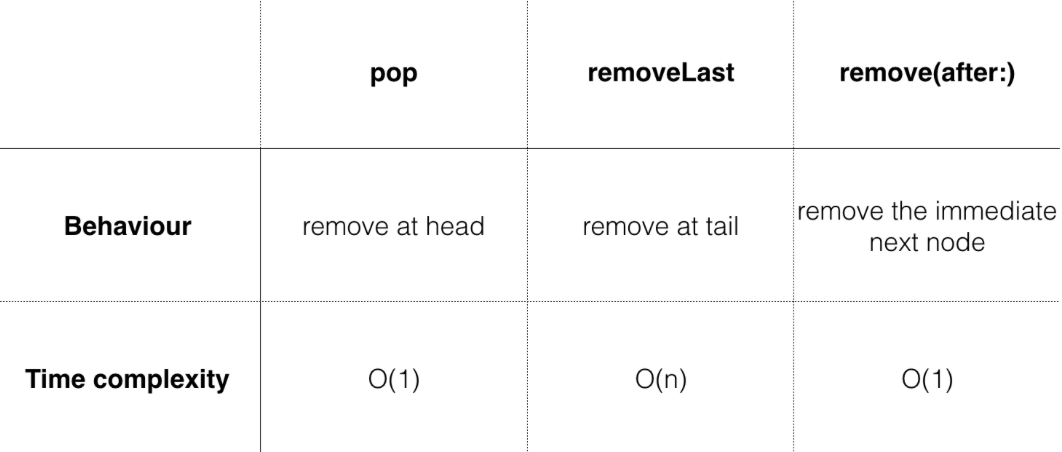 pop removeLast remove(after:)
Behaviour remove at head remove at tail remove the immediate
next node
Time complexity O(1) O(n) O(1)